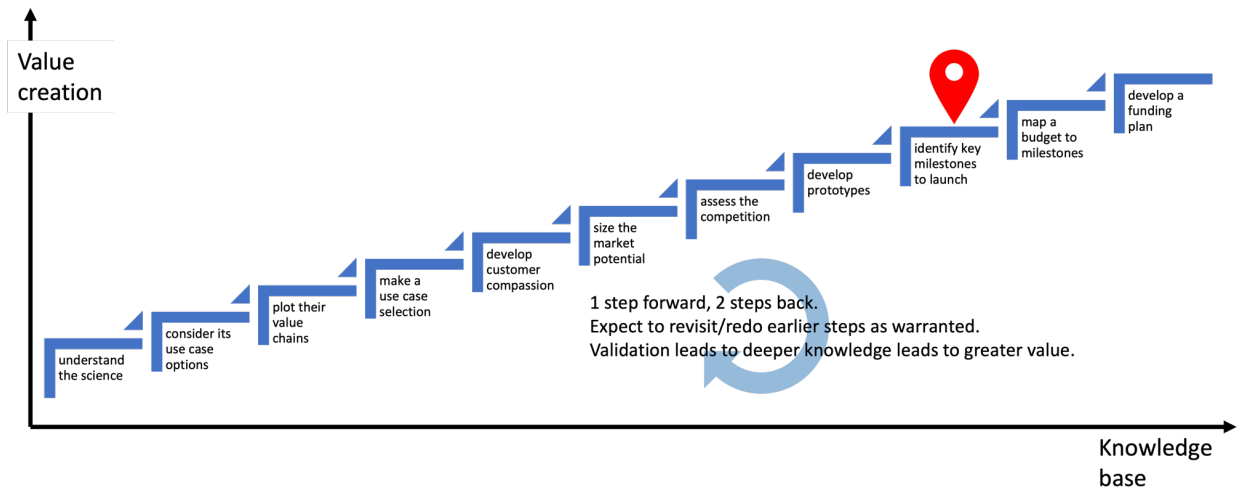 Value
creation
understand
the science
consider its
use case
options
plot their
value
chains
make a
use case
selection
develop
customer
compassion
size the
market
potential
assess the
competition
develop
prototypes
identify key
milestones
to launch
map a
budget to
milestones
develop a
funding
plan
1 step forward, 2 steps back.
Expect to revisit/redo earlier steps as warranted.
Validation leads to deeper knowledge leads to greater value.
Knowledge
base